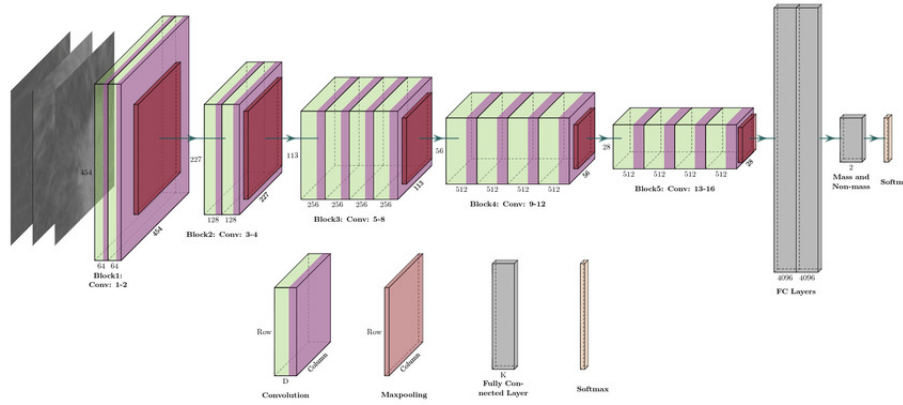 454
454
64 64
Block1:
Conv: 1-2
227
227
128 128
Block2: Conv: 3-4
113
113
256 256 256 256
Block3: Conv: 5-8
56
56
512 512 512 512
Block4: Conv: 9-12
28
28
512 512 512 512
Block5: Conv: 13-16
4096 4096
FC Layers
2
Mass and
Non-mass
Softm
Row
Column
D
Convolution
Row
Column
Maxpooling
K
Fully Con-
nected Layer
Softmax